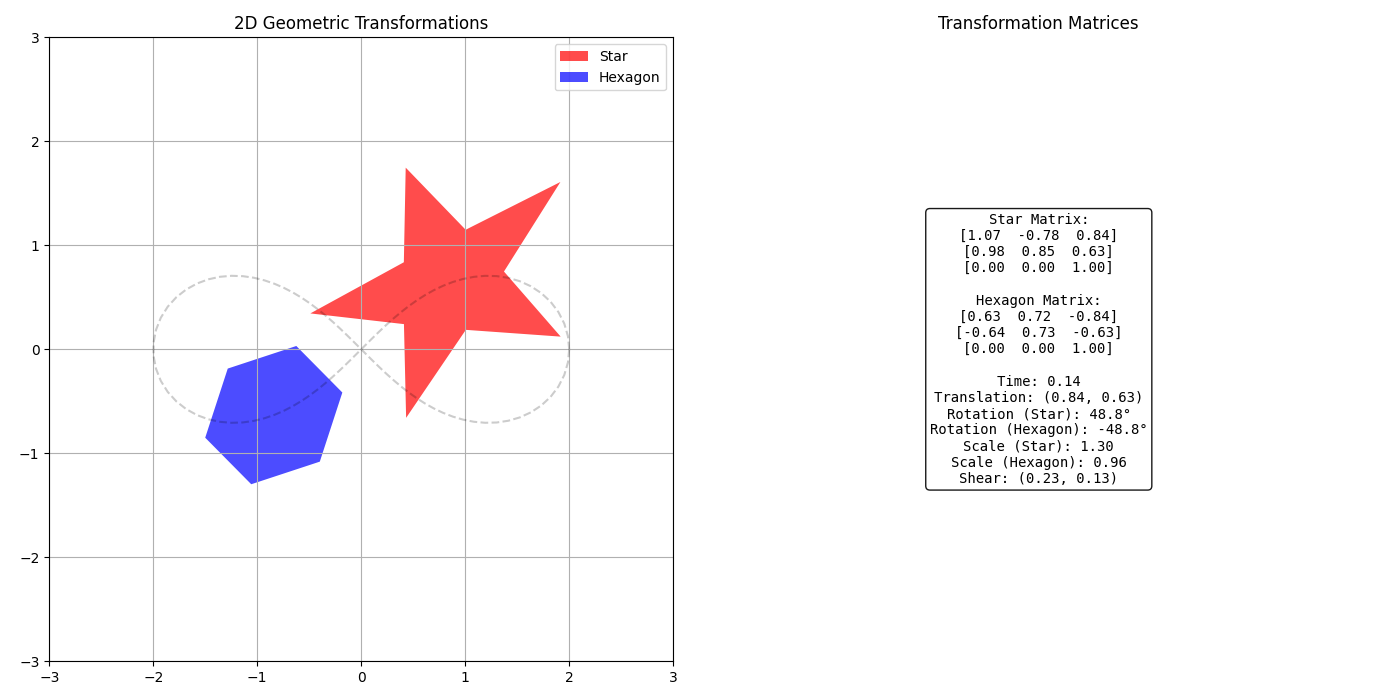 2D Geometric Transformations
3
2
1
0
−1
−2
−3
−3
−2
−1
0
1
2
3
Star
Hexagon
Transformation Matrices
Star Matrix:
[1.07  -0.78  0.84]
[0.98  0.85  0.63]
[0.00  0.00  1.00]
Hexagon Matrix:
[0.63  0.72  -0.84]
[-0.64  0.73  -0.63]
[0.00  0.00  1.00]
Time: 0.14
Translation: (0.84, 0.63)
Rotation (Star): 48.8°
Rotation (Hexagon): -48.8°
Scale (Star): 1.30
Scale (Hexagon): 0.96
Shear: (0.23, 0.13)